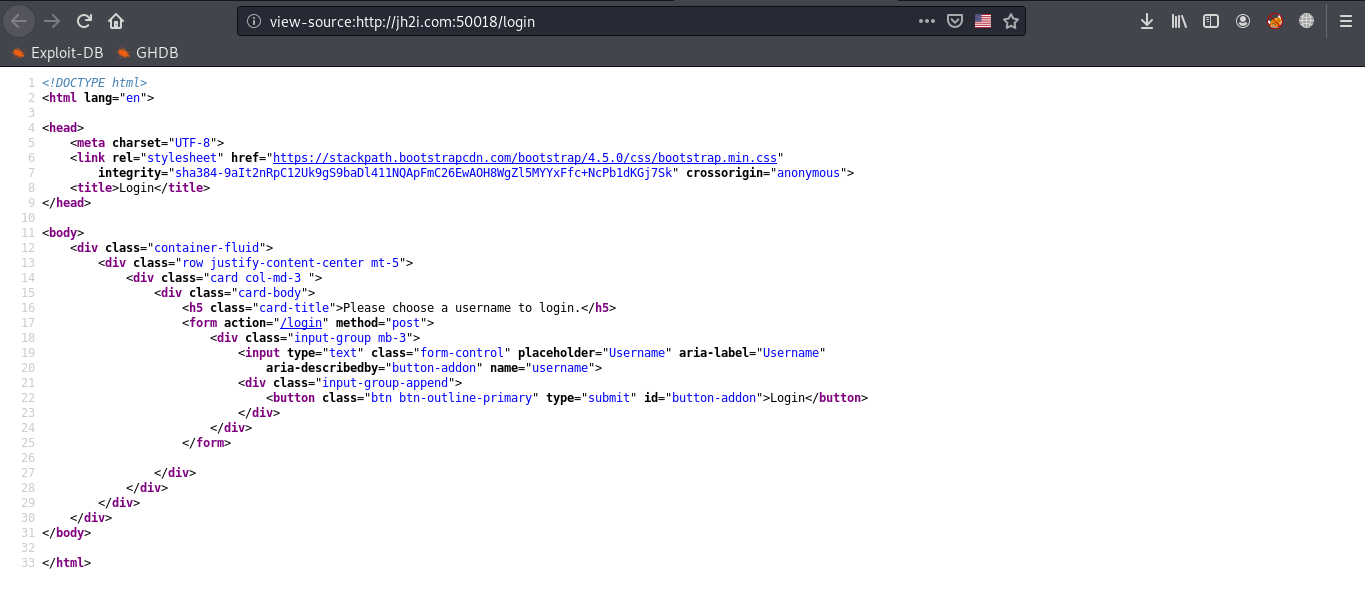 view-source:http://jh2i.com:50018/login
Exploit-DB GHDB
1 <!DOCTYPE html>
2 <html lang="en">
3
4 <head>
5 <meta charset="UTF-8">
6 <link rel="stylesheet" href="https://stackpath.bootstrapcdn.com/bootstrap/4.5.0/css/bootstrap.min.css"
7 integrity="sha384-9aIt2nRpC12Uk9gS9baDl411NQApFmC26EwAOH8WgZl5MYYxFfc+NcPb1dKGj7Sk" crossorigin="anonymous">
8 <title>Login</title>
9 </head>
10
11 <body>
12 <div class="container-fluid">
13 <div class="row justify-content-center mt-5">
14 <div class="card col-md-3 ">
15 <div class="card-body">
16 <h5 class="card-title">Please choose a username to login.</h5>
17 <form action="/login" method="post">
18 <div class="input-group mb-3">
19 <input type="text" class="form-control" placeholder="Username" aria-label="Username"
20 aria-describedby="button-addon" name="username">
21 <div class="input-group-append">
22 <button class="btn btn-outline-primary" type="submit" id="button-addon">Login</button>
23 </div>
24 </div>
25 </form>
26
27 </div>
28 </div>
29 </div>
30 </div>
31 </body>
32
33 </html>